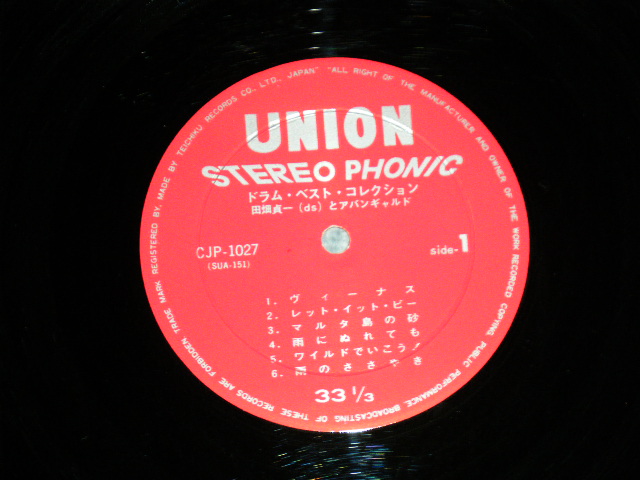 TRADE MARK REGISTERED BY, MADE BY TEICHIKU RECORDS CO., LTD., JAPAN" "ALL RIGHT OF THE MANUFACTURER AND OWNER OF THE WORK RECORDED COPING, PUBLIC PERFORMANCE, BROADCASTING OF THESE RECORDS ARE FORBIDDEN,
UNION
STEREO PHONIC
ドラム・ベスト・コレクション
田畑貞一(ds)とアバンギャルド
CJP-1027
(SUA-151)
side-1
1. ヴィーナス
2. レット・イット・ビー
3. マルタ島の砂
4. 雨にぬれても
5. ワイルドでいこう!
6. 雨のささやき
33 1/3